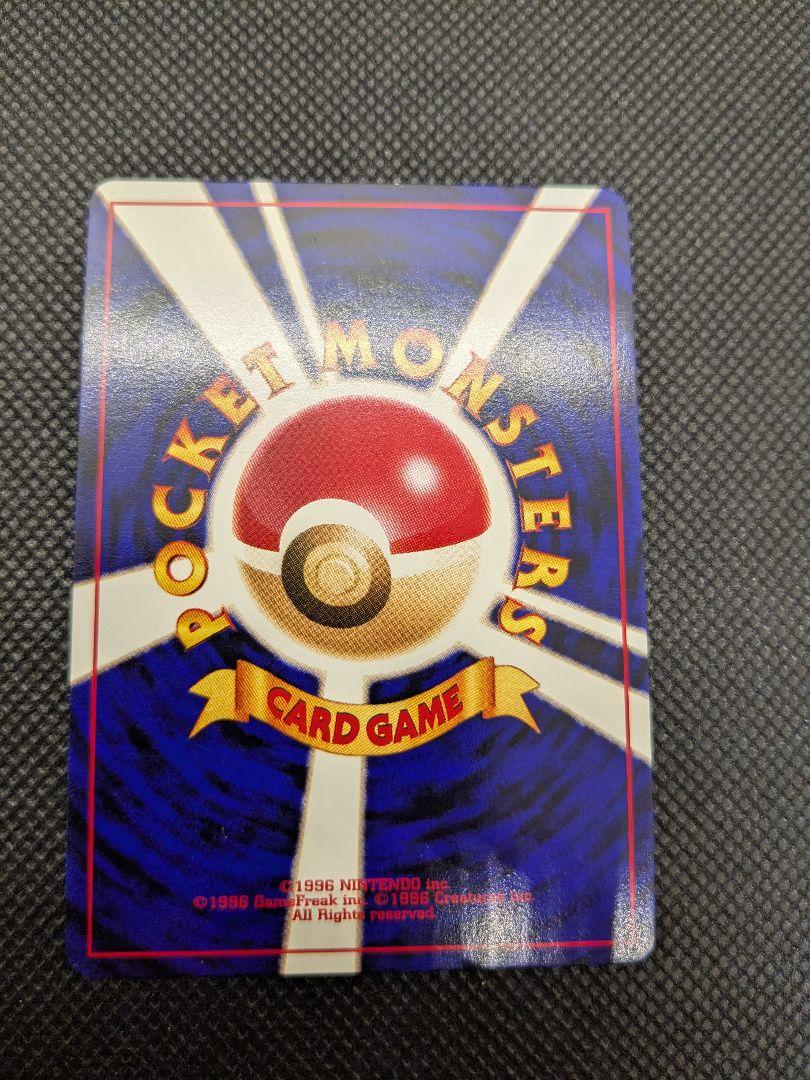 POCKET MONSTERS
CARD GAME
©1996 NINTENDO inc.
©1996 GameFreak inc. ©1996 Creatures inc.
All Rights reserved.